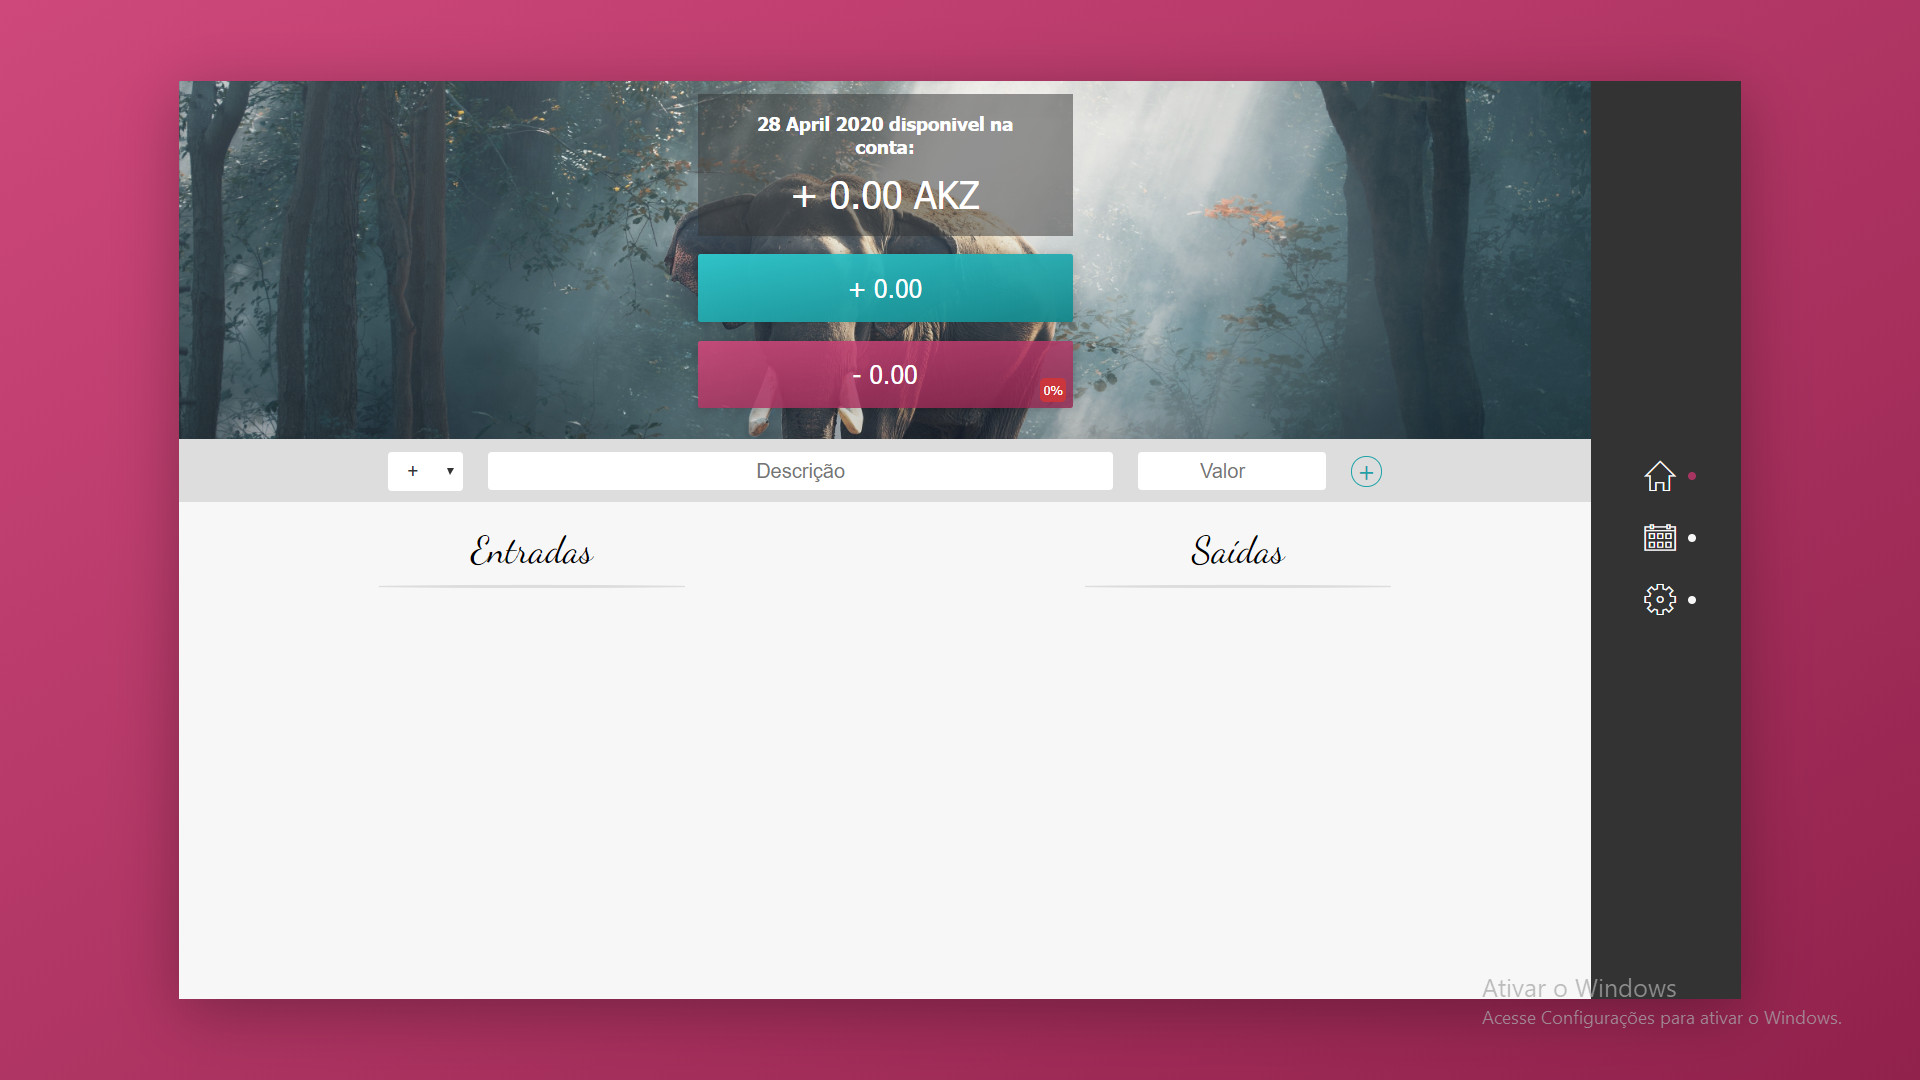 28 April 2020 disponivel na
conta:
+ 0.00 AKZ
+ 0.00
- 0.00
0%
+ Descrição Valor
Entradas Saídas
Ativar o Windows
Acesse Configurações para ativar o Windows.